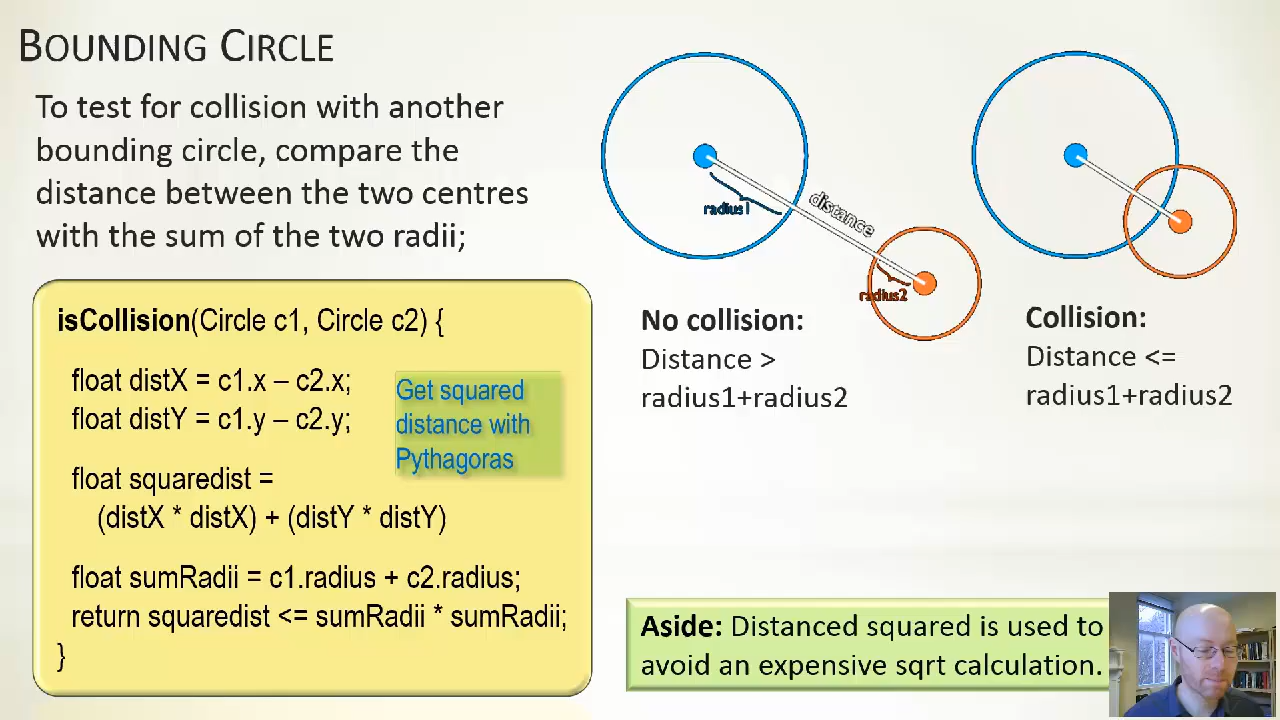 BOUNDING CIRCLE
To test for collision with another
bounding circle, compare the
distance between the two centres
with the sum of the two radii;
isCollision(Circle c1, Circle c2) {
float distX = c1.x – c2.x;
float distY = c1.y – c2.y;
Get squared
distance with
Pythagoras
float squaredist =
(distX * distX) + (distY * distY)
float sumRadii = c1.radius + c2.radius;
return squaredist <= sumRadii * sumRadii;
}
radius1
distance
radius2
No collision:
Distance >
radius1+radius2
Collision:
Distance <=
radius1+radius2
Aside: Distanced squared is used to
avoid an expensive sqrt calculation.